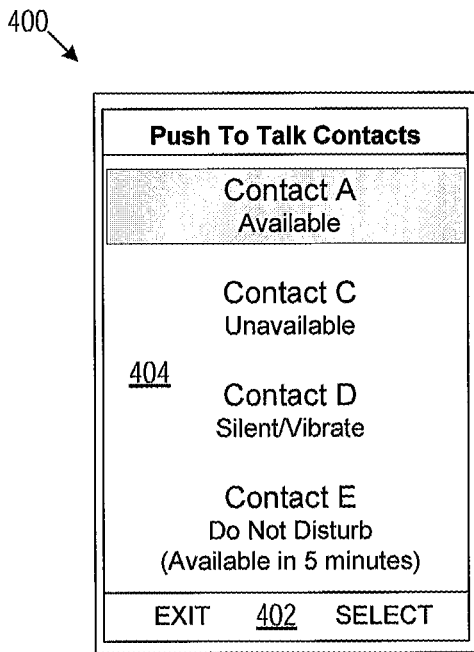 400
Push To Talk Contacts
Contact A
Available
Contact C
Unavailable
404
Contact D
Silent/Vibrate
Contact E
Do Not Disturb
(Available in 5 minutes)
EXIT 402 SELECT